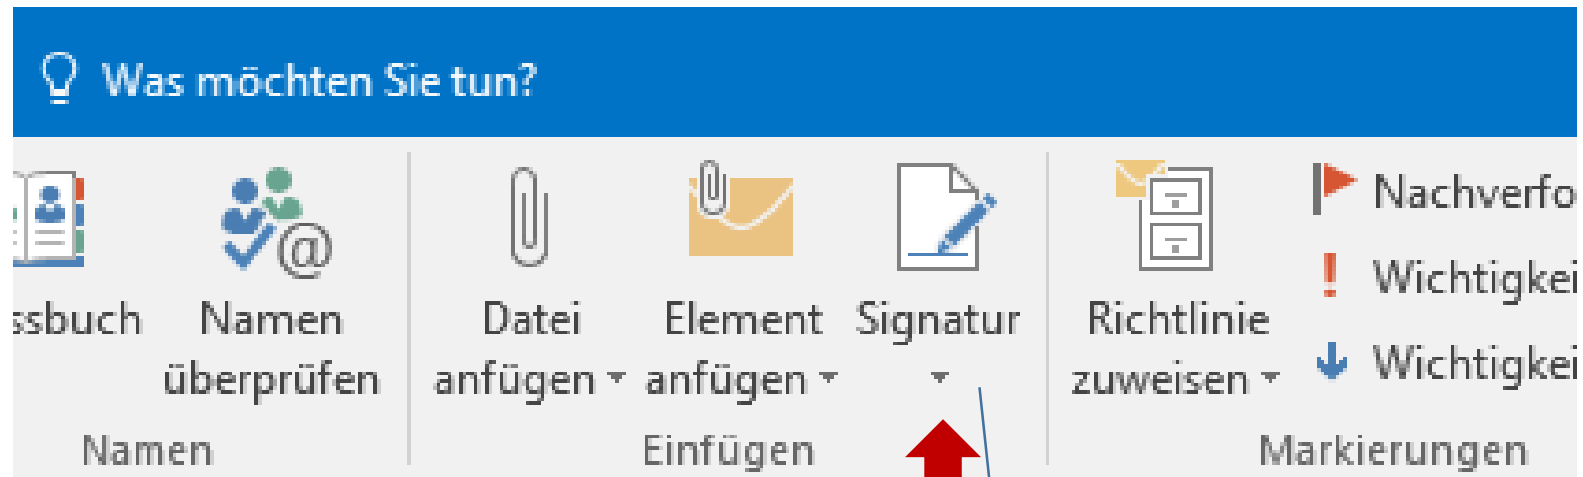 Was möchten Sie tun?
ssbuch
Namen
überprüfen
Datei
anfügen
Element
anfügen
Signatur
Richtlinie
zuweisen
Nachverfo
Wichtigkei
Wichtigkei
Namen
Einfügen
Markierungen